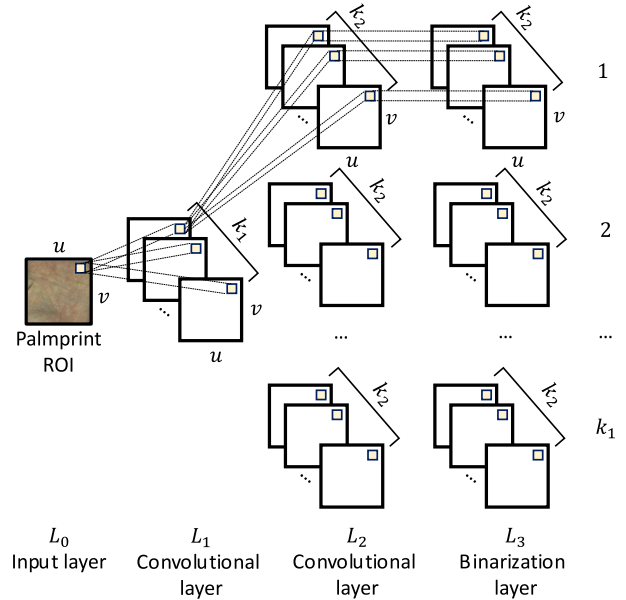 k₂
k₂
1
v
v
...
...
u
u
k₂
k₂
k₁
2
u
v
v
...
...
...
Palmprint
ROI
u
...
...
...
k₂
k₂
k₁
...
...
L₀
L₁
L₂
L₃
Input layer
Convolutional
layer
Convolutional
layer
Binarization
layer